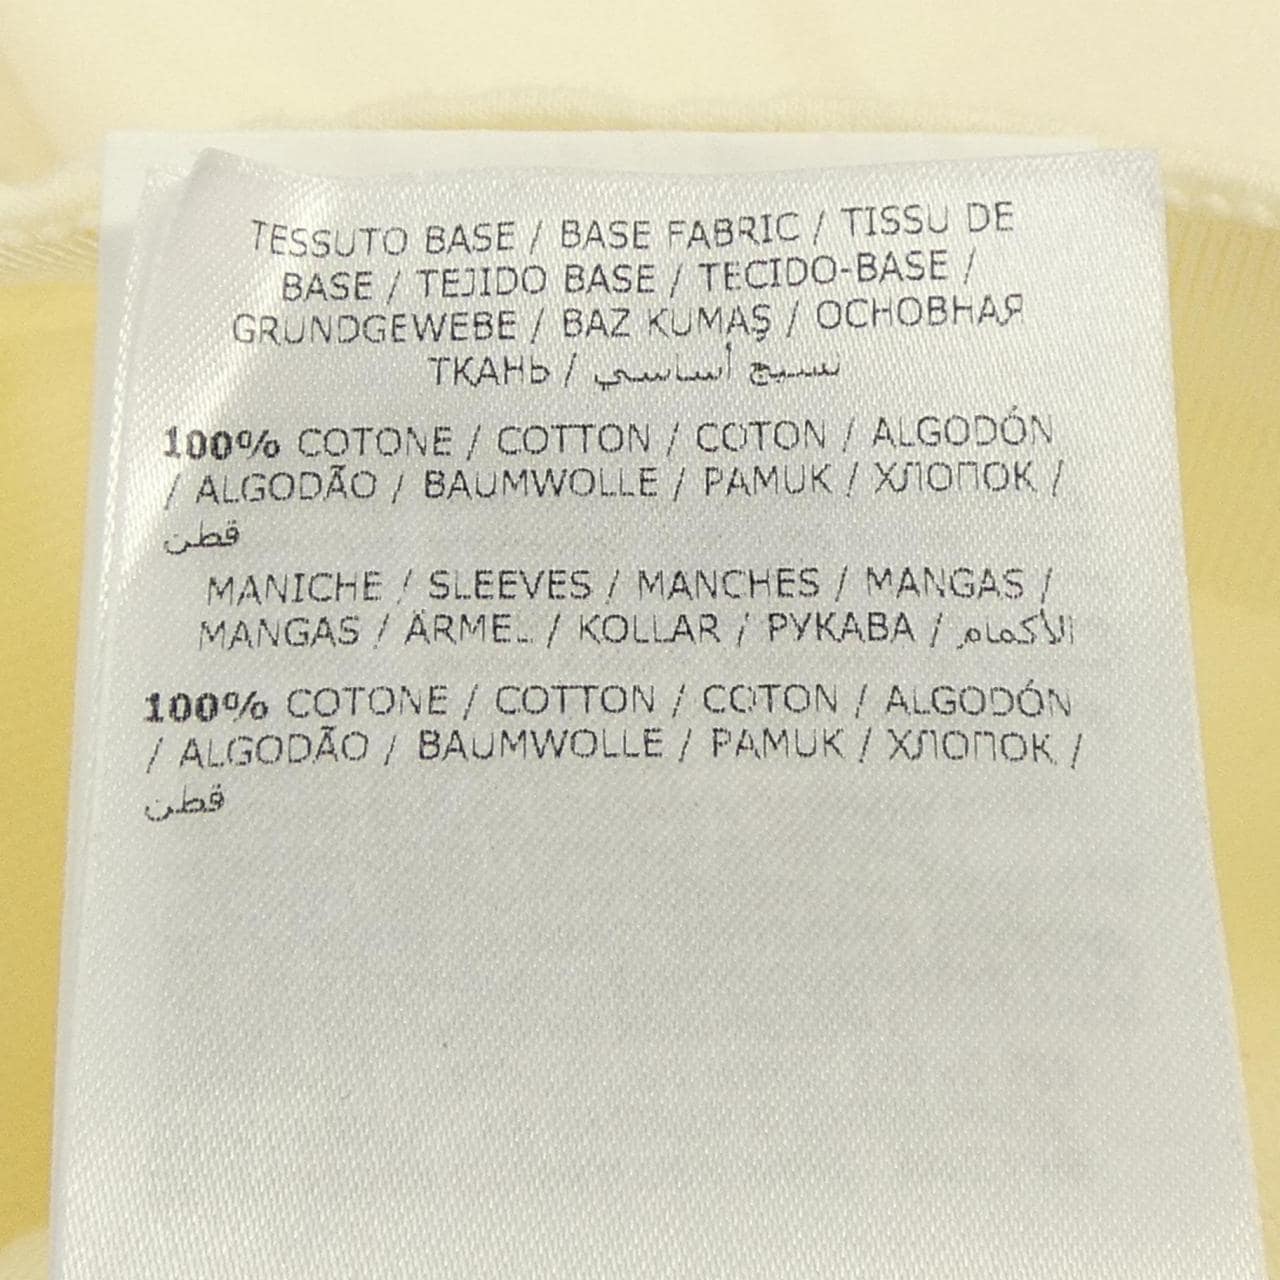 TESSUTO BASE / BASE FABRIC / TISSU DE
BASE / TEJIDO BASE / TECIDO-BASE /
GRUNDGEWEBE / BAZ KUMAŞ / ОСНОВНАЯ
ТКАНЬ / نسيج أساسي
100% COTONE / COTTON / COTON / ALGODÓN
/ ALGODÃO / BAUMWOLLE / PAMUK / ХЛОПОК /
قطن
MANICHE / SLEEVES / MANCHES / MANGAS /
MANGAS / ÄRMEL / KOLLAR / РУКАВА / الأكمام
100% COTONE / COTTON / COTON / ALGODÓN
/ ALGODÃO / BAUMWOLLE / PAMUK / ХЛОПОК /
قطن